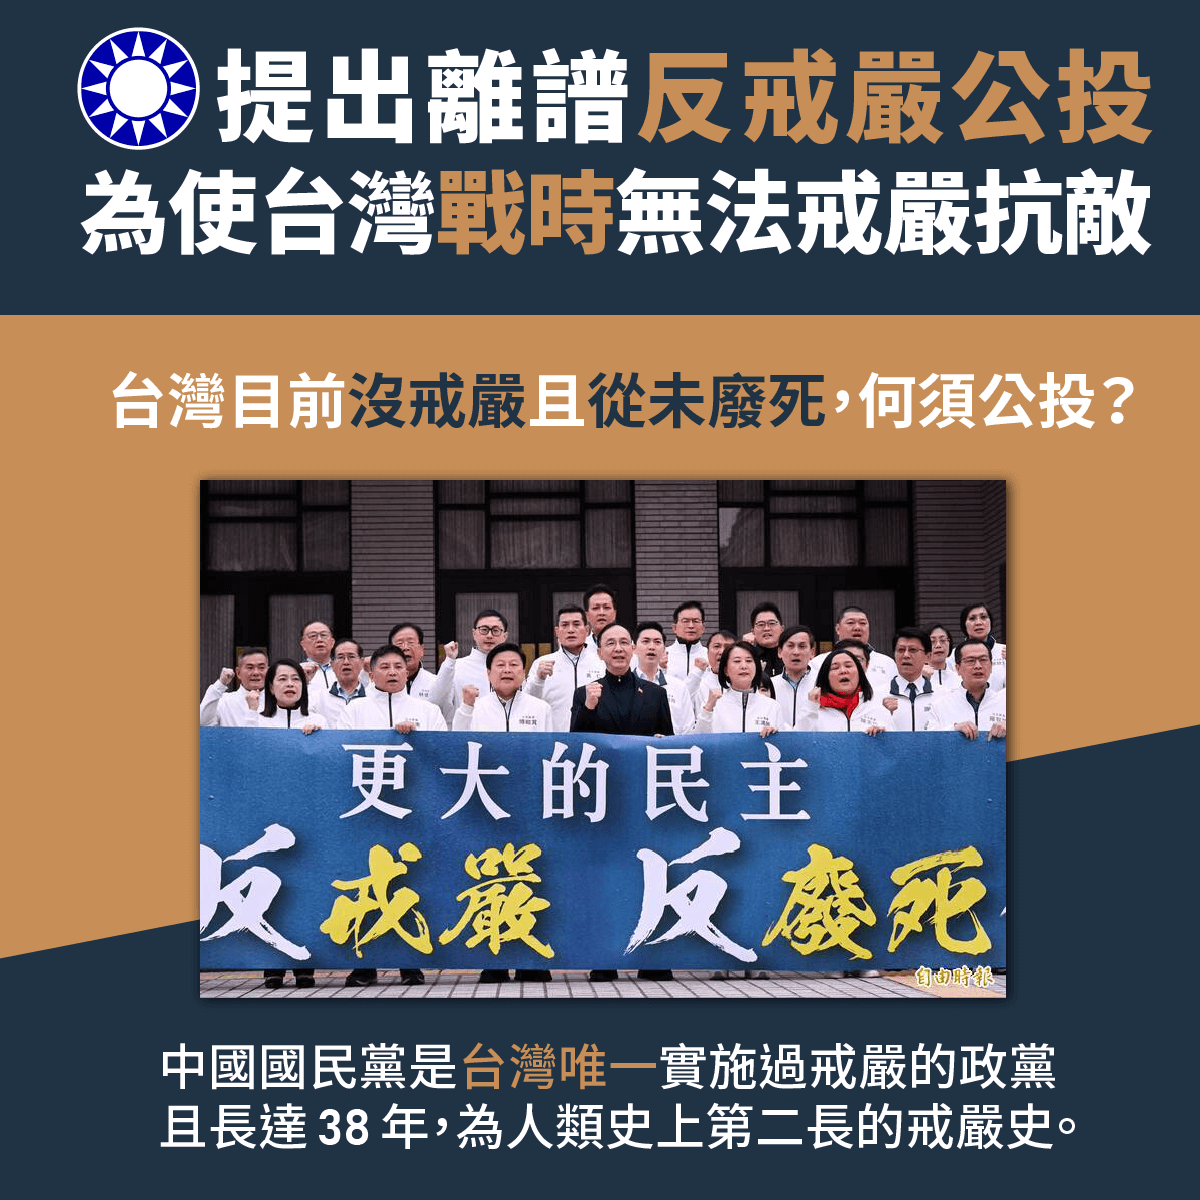 提出離譜反戒嚴公投
為使台灣戰時無法戒嚴抗敵
台灣目前沒戒嚴且從未廢死，何須公投？
更大的民主
反戒嚴 反廢死
自由時報
中國國民黨是台灣唯一實施過戒嚴的政黨
且長達 38 年，為人類史上第二長的戒嚴史。